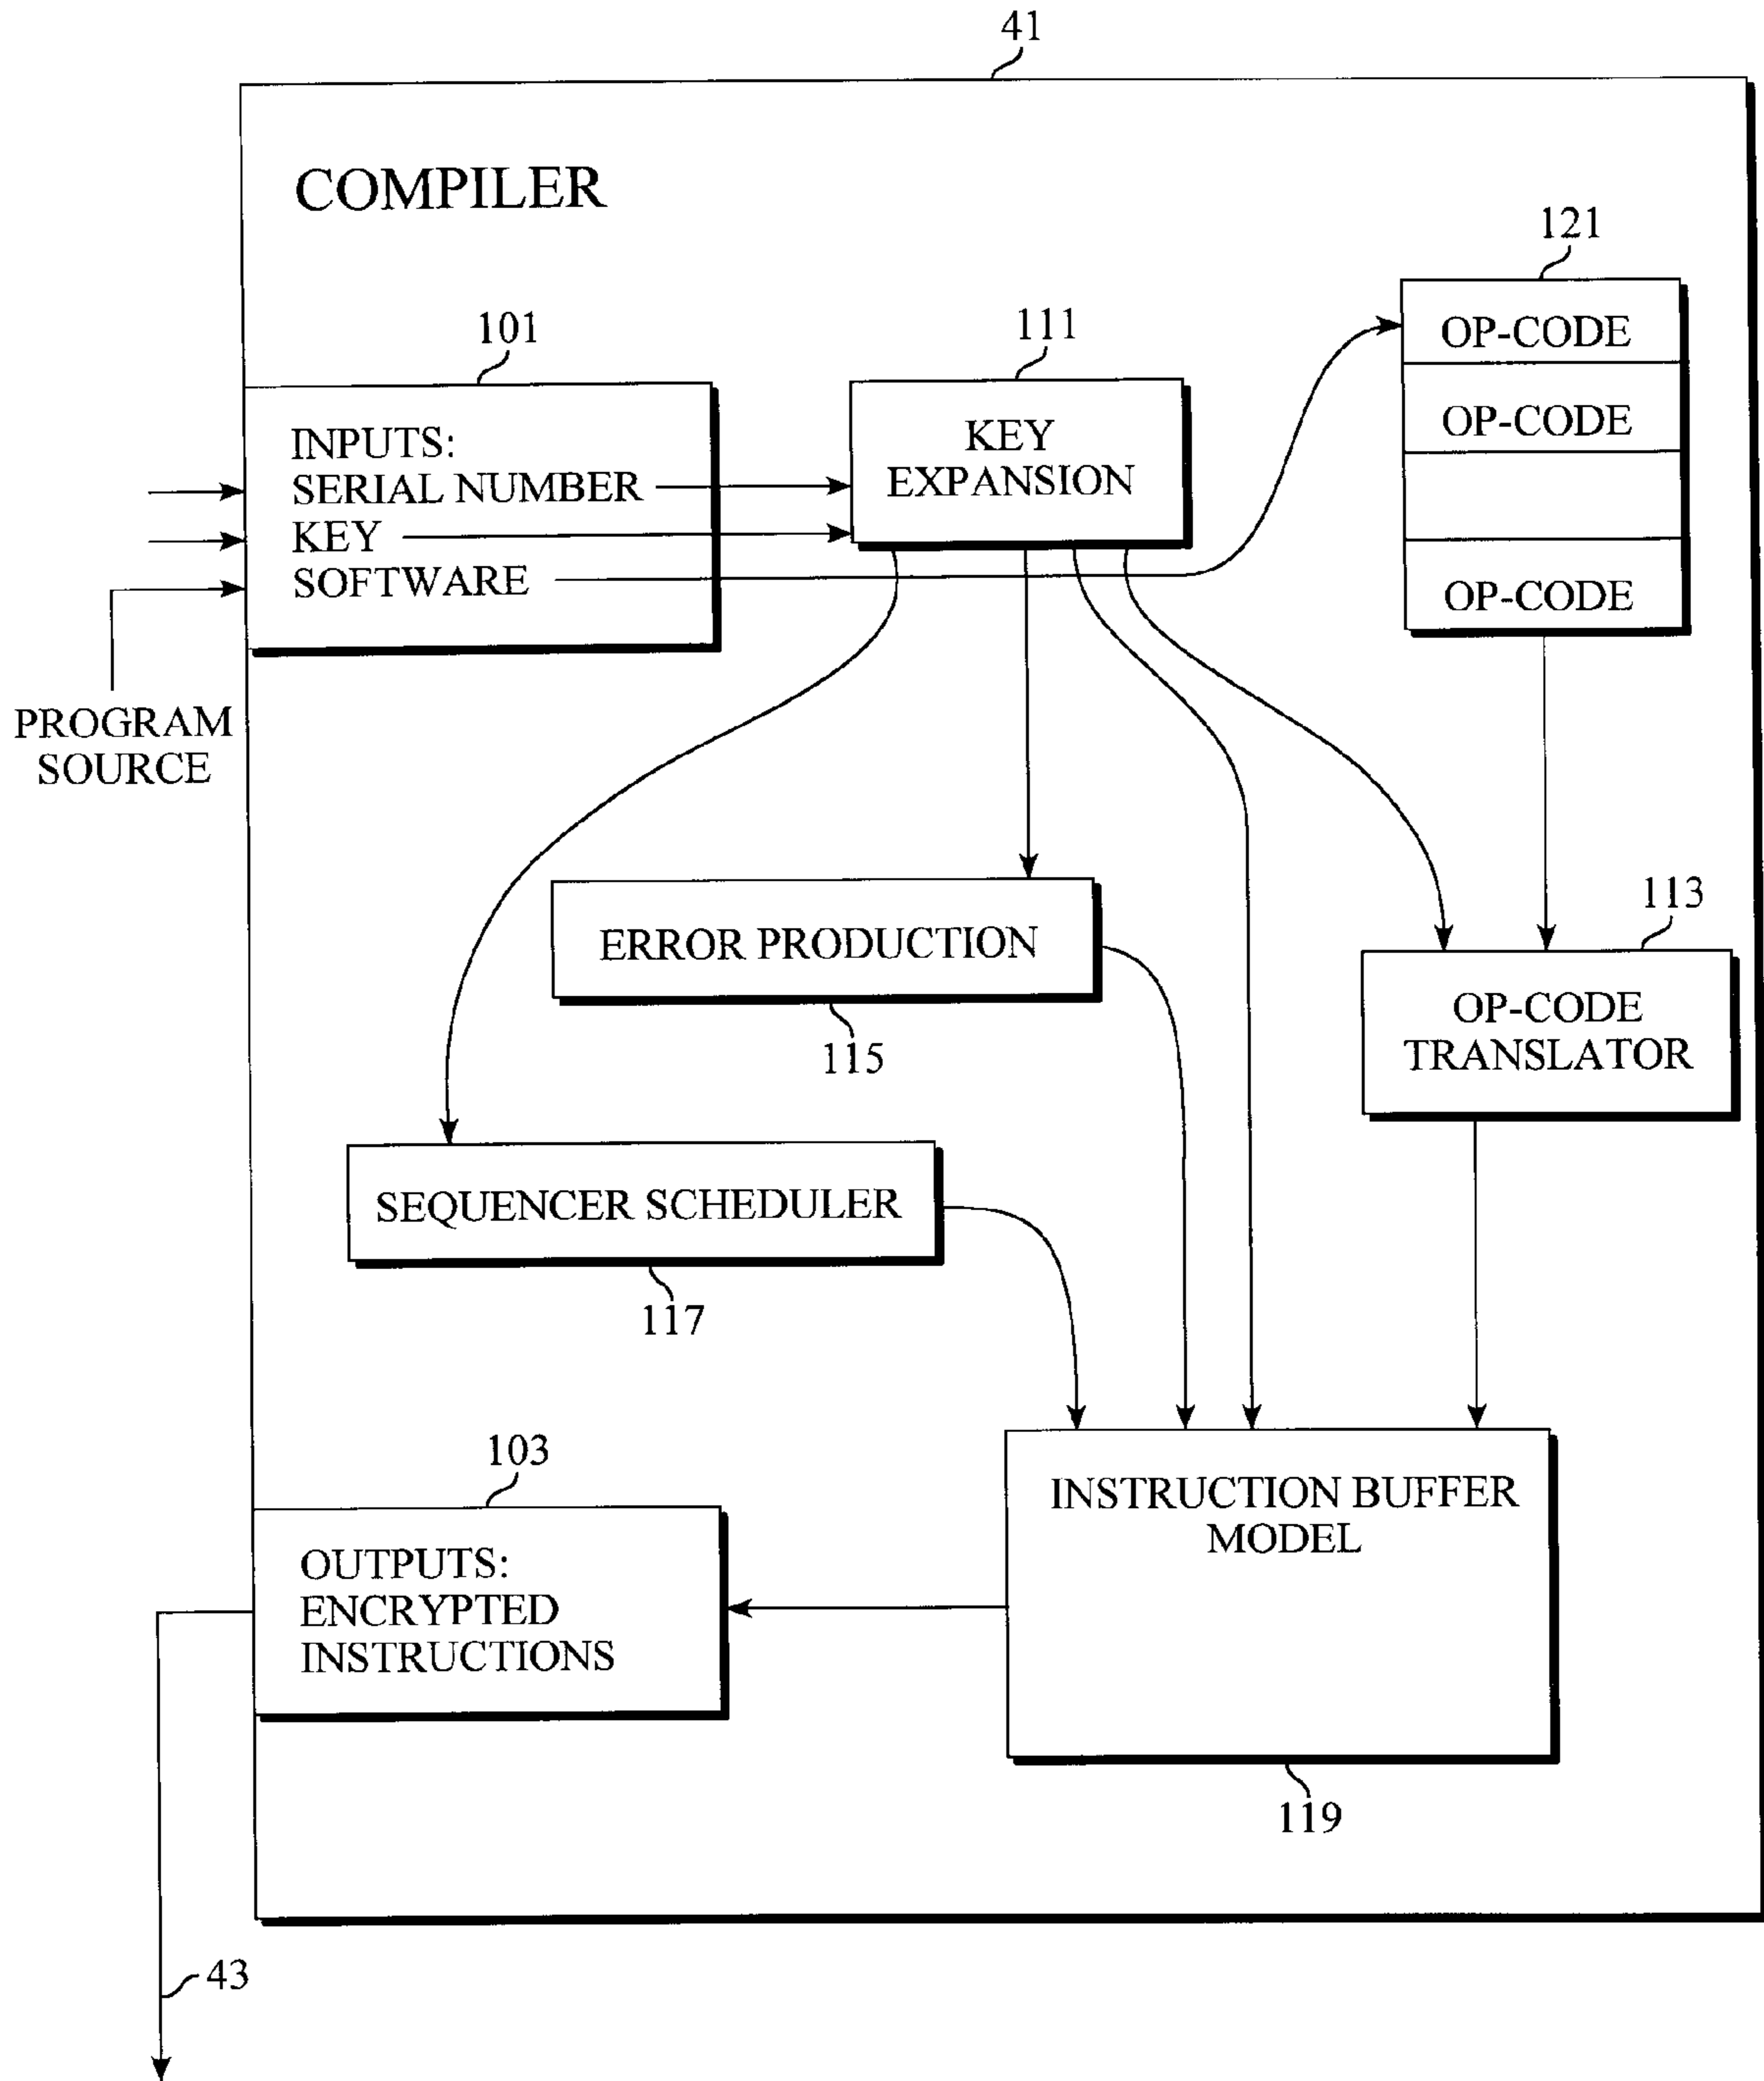 41
COMPILER
121
OP-CODE
OP-CODE
OP-CODE
101
INPUTS:
SERIAL NUMBER
KEY
SOFTWARE
111
KEY
EXPANSION
PROGRAM
SOURCE
ERROR PRODUCTION
115
113
OP-CODE
TRANSLATOR
SEQUENCER SCHEDULER
117
103
OUTPUTS:
ENCRYPTED
INSTRUCTIONS
INSTRUCTION BUFFER
MODEL
119
43